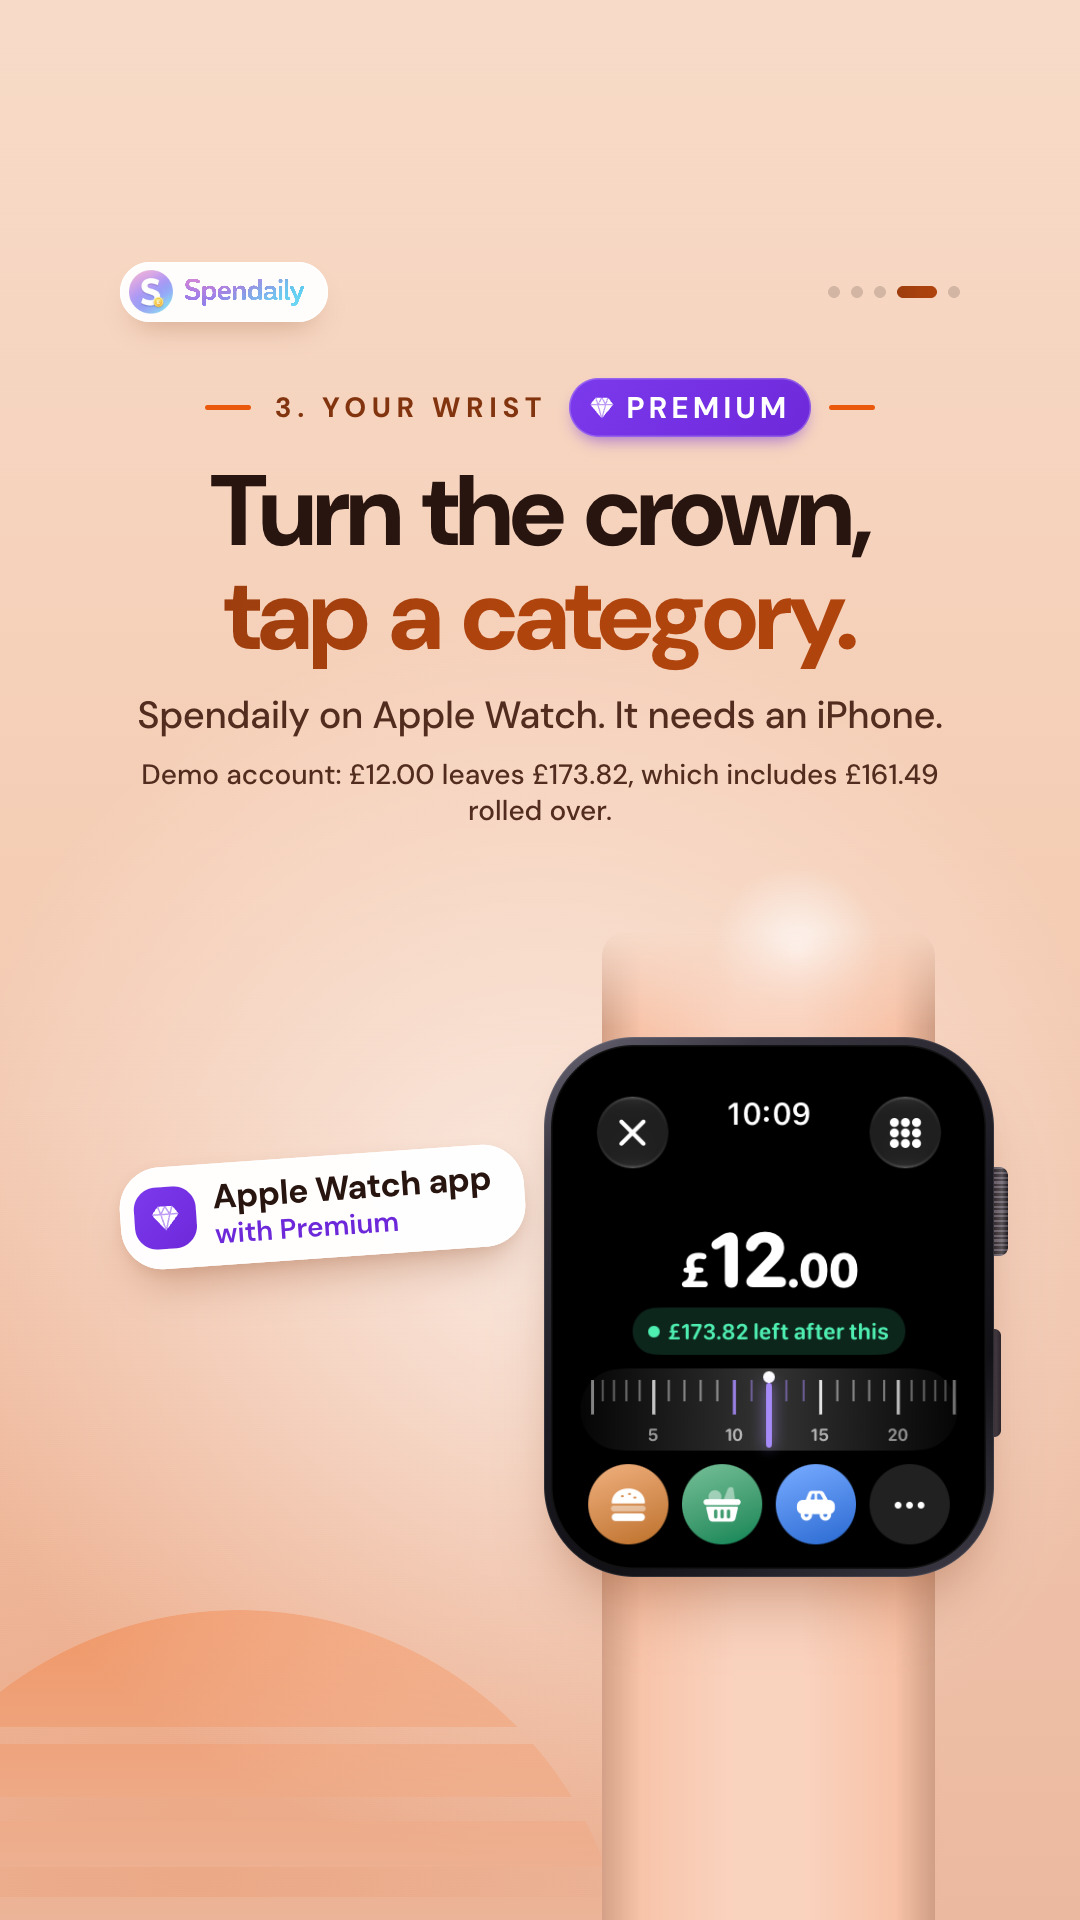 Spendaily
3. YOUR WRIST PREMIUM
Turn the crown,
tap a category.
Spendaily on Apple Watch. It needs an iPhone.
Demo account: £12.00 leaves £173.82, which includes £161.49
rolled over.
10:09
Apple Watch app
with Premium
£12.00
£173.82 left after this
5 10 15 20